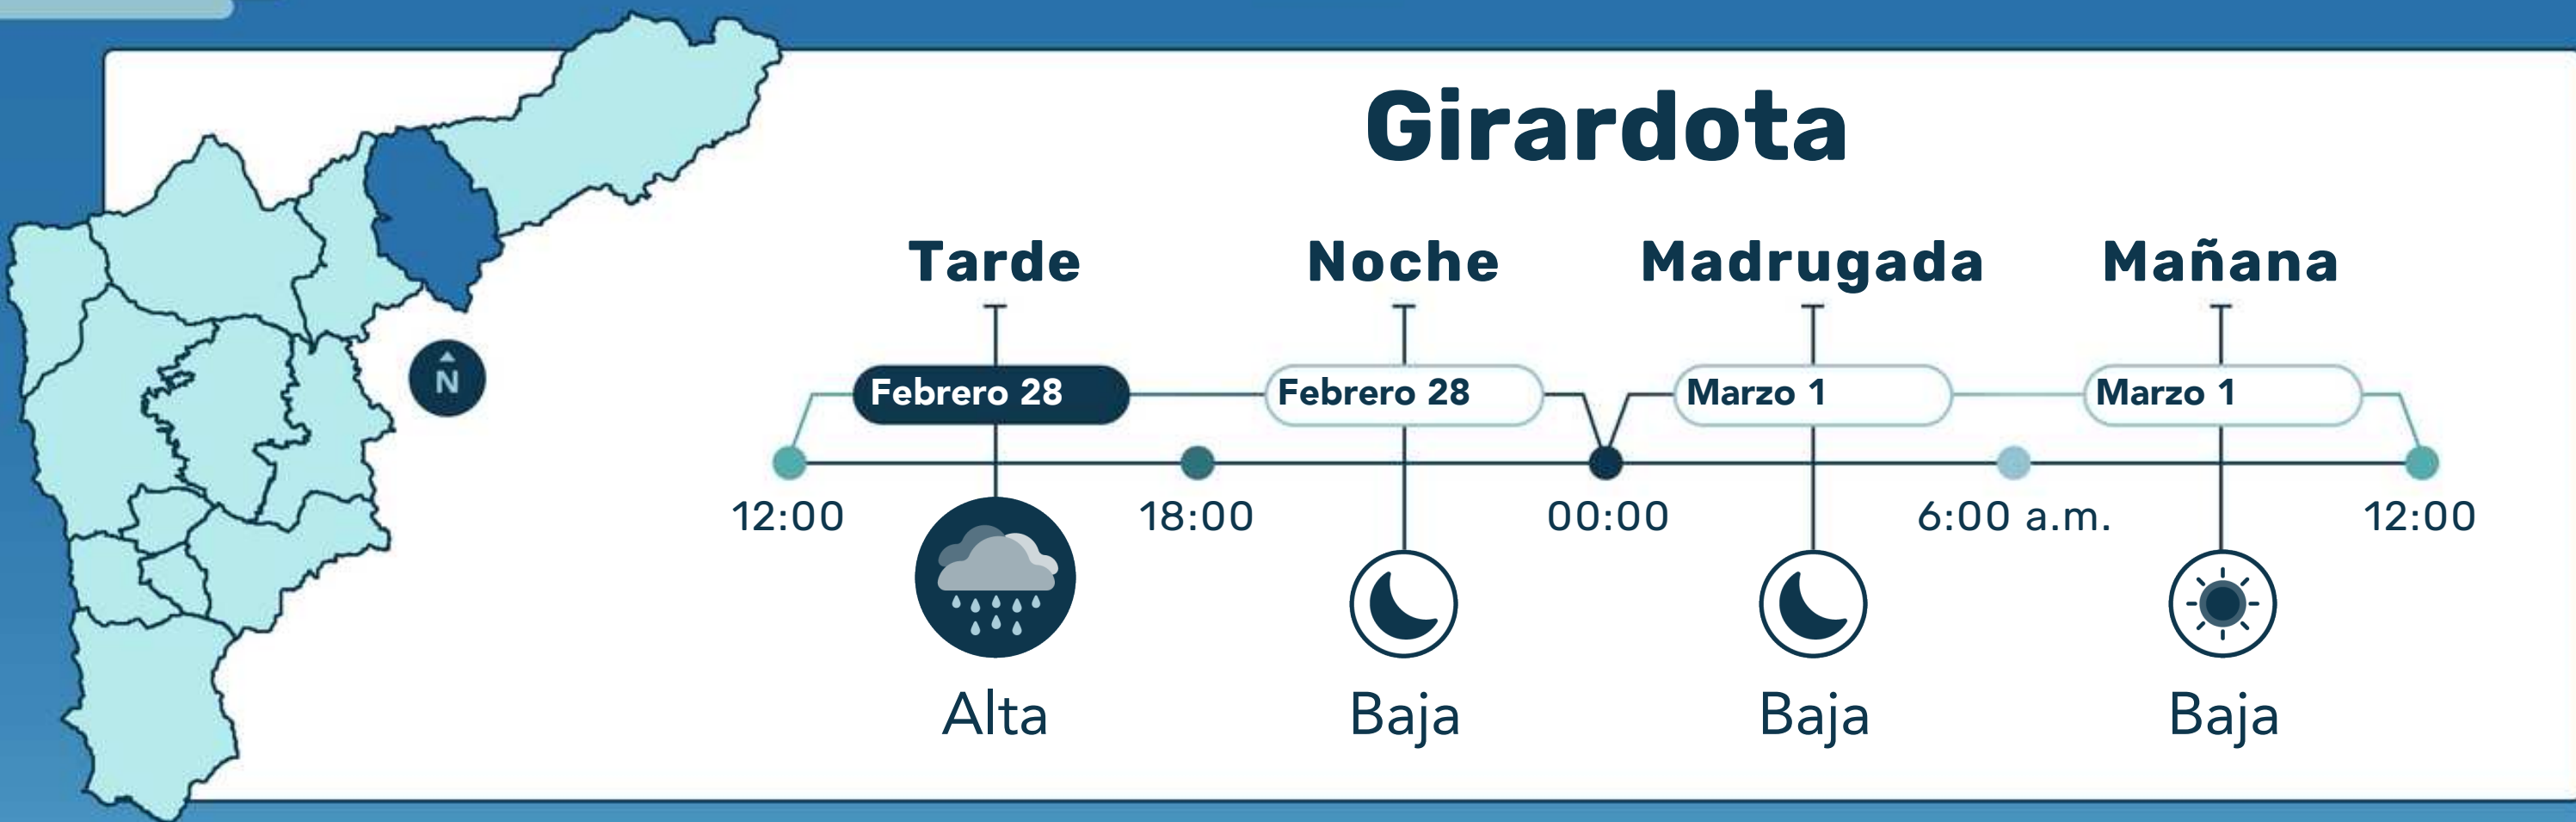 Girardota
Tarde Noche Madrugada Mañana
Febrero 28 Febrero 28 Marzo 1 Marzo 1
N
12:00 18:00 00:00 6:00 a.m. 12:00
Alta Baja Baja Baja